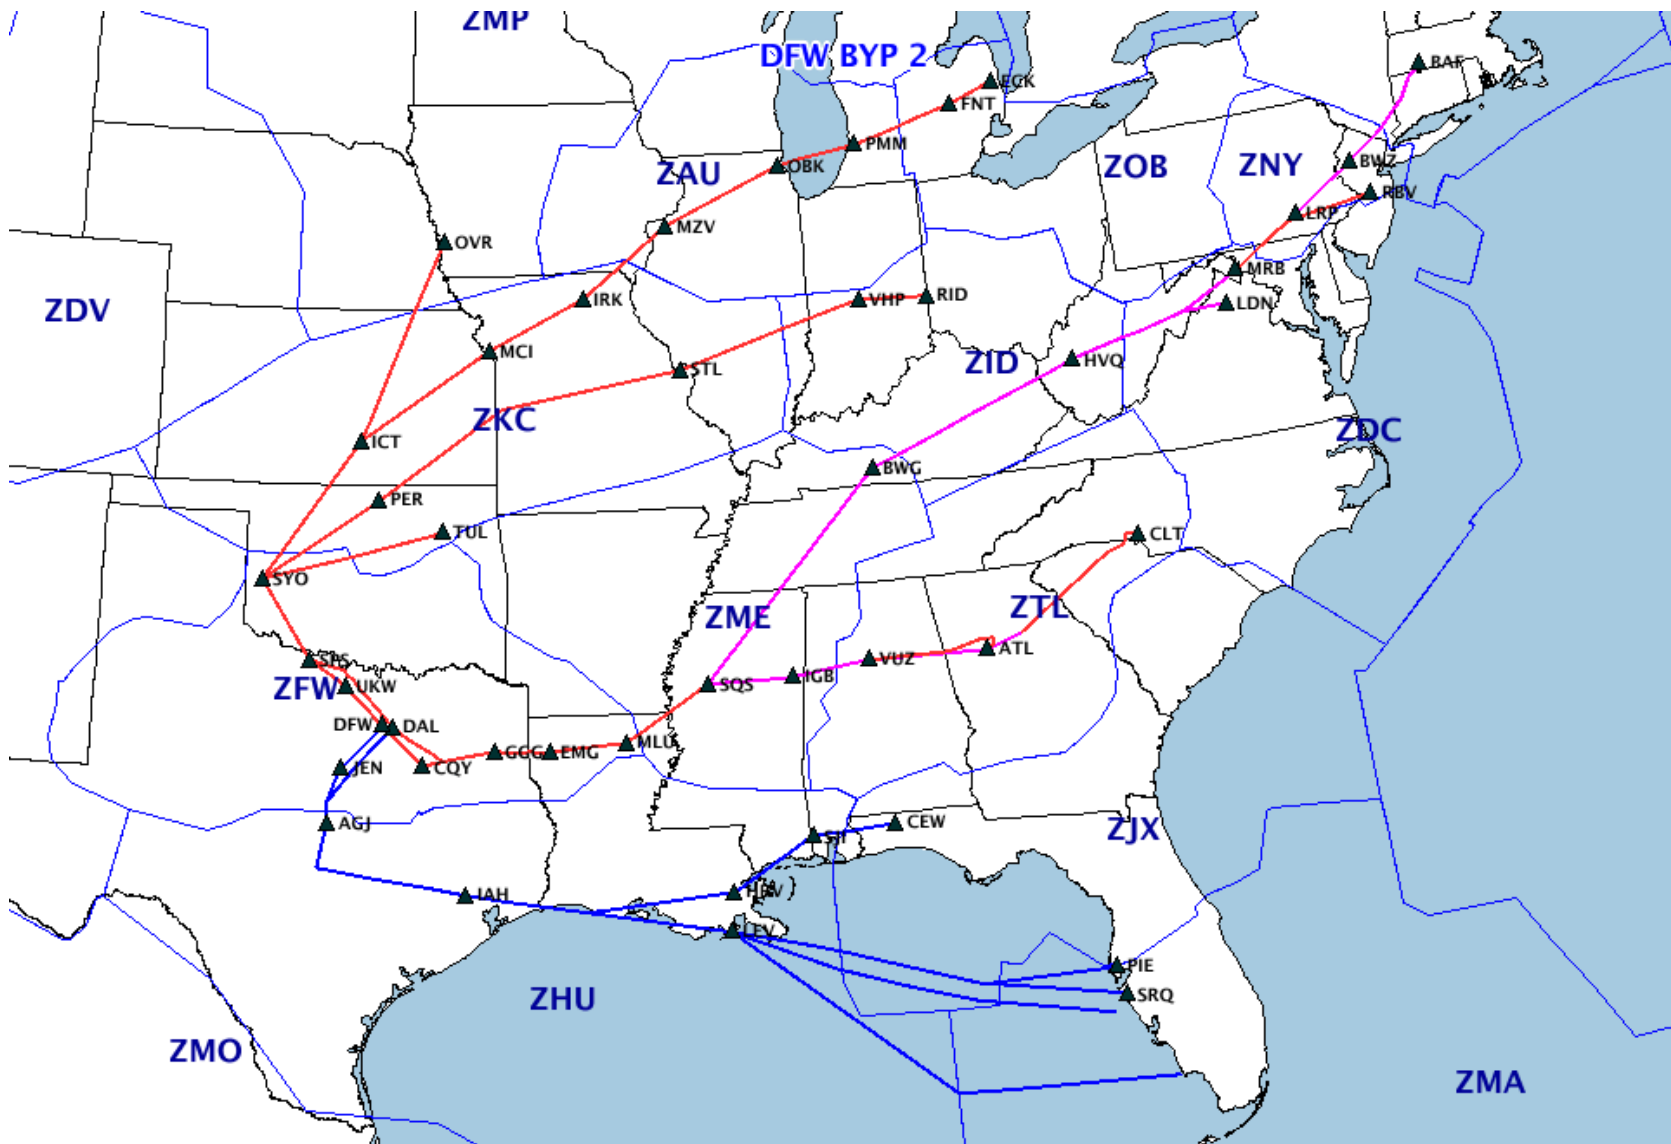 ZMP
DFW BYP 2
BAF
ECK
FNT
PMM
OBK
ZAU
ZOB
ZNY
BWZ
RBV
LRP
MZV
OVR
MRB
ZDV
IRK
VHP
RID
LDN
MCI
STL
ZID
HVQ
ZKC
ICT
ZDC
BWG
PER
TUL
CLT
SYO
ZME
ZTL
SPS
VUZ
ATL
IGB
SQS
ZFW
UKW
DFW
DAL
GGG
EMG
MLU
CQY
JEN
AGJ
SJI
CEW
ZJX
IAH
HRV
LEV
PIE
SRQ
ZHU
ZMO
ZMA